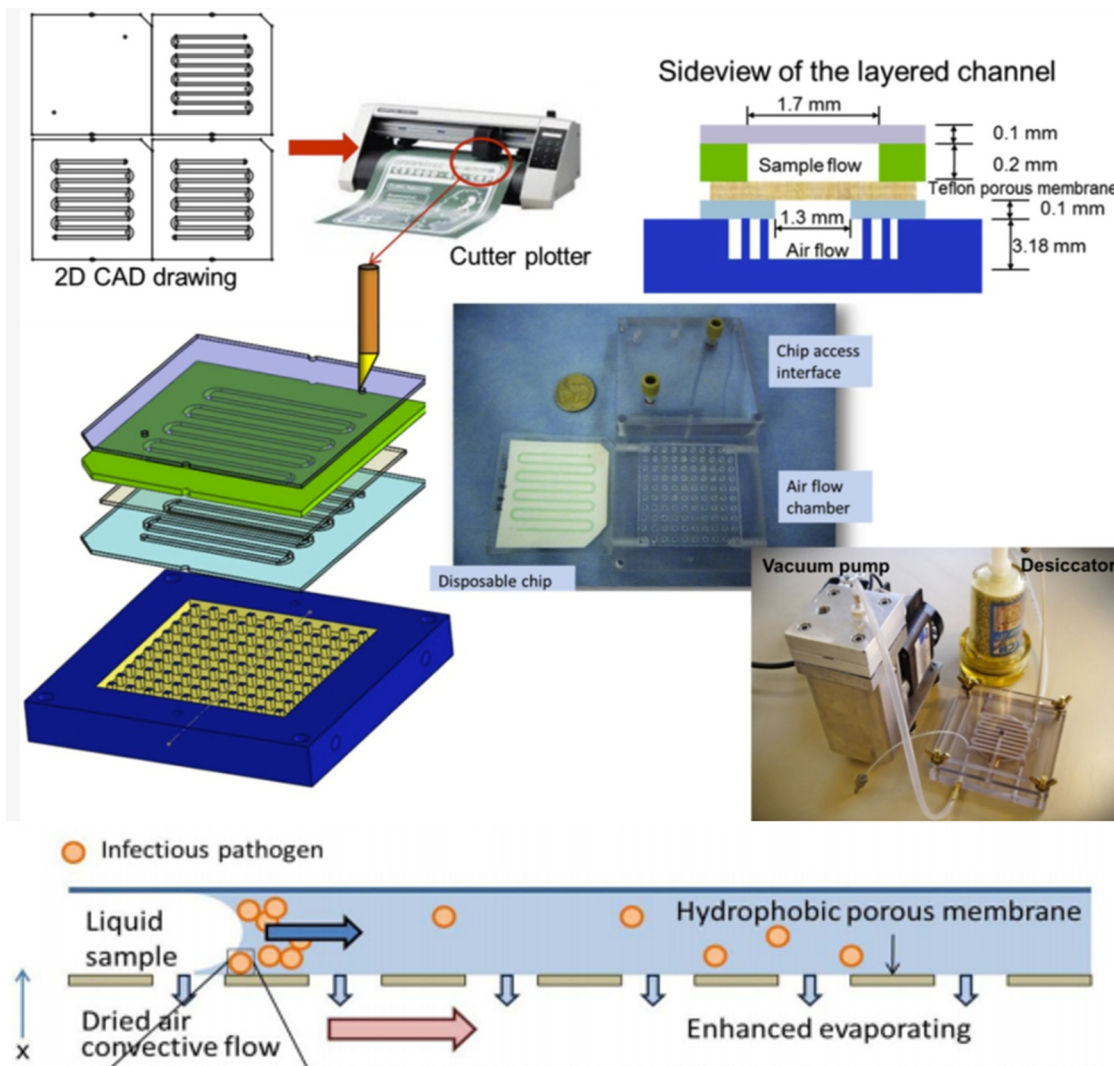 2D CAD drawing
Cutter plotter
Sideview of the layered channel
1.7 mm
0.1 mm
Sample flow
0.2 mm
Teflon porous membrane
1.3 mm
0.1 mm
Air flow
3.18 mm
Chip access
interface
Air flow
chamber
Disposable chip
Vacuum pump
Desiccator
Infectious pathogen
Liquid
sample
Hydrophobic porous membrane
Dried air
convective flow
Enhanced evaporating
x